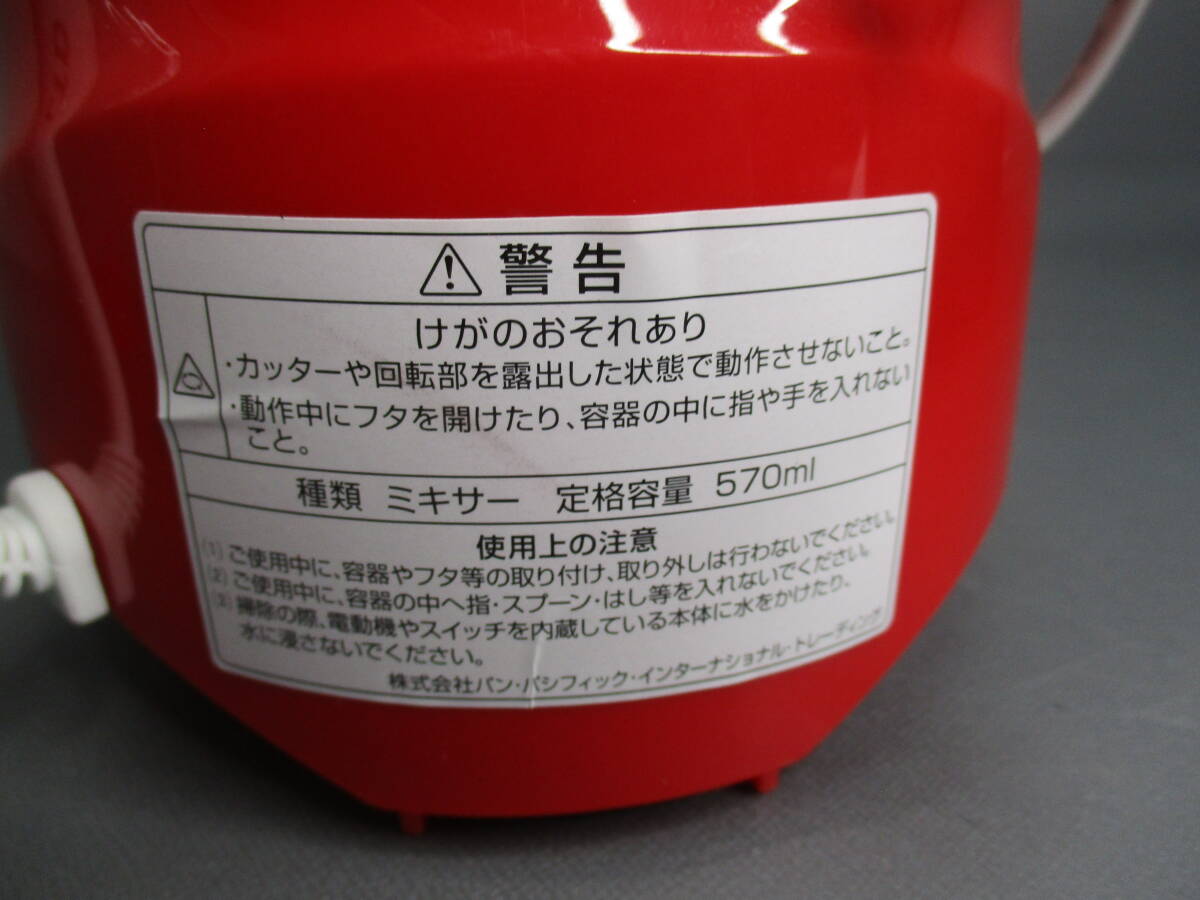 警告
けがのおそれあり
・カッターや回転部を露出した状態で動作させないこと。
・動作中にフタを開けたり、容器の中に指や手を入れない
こと。
種類 ミキサー 定格容量 570ml
使用上の注意
(1)ご使用中に、容器やフタ等の取り付け、取り外しは行わないでください。
(2)ご使用中に、容器の中へ指・スプーン・はし等を入れないでください。
(3)掃除の際、電動機やスイッチを内蔵している本体に水をかけたり、
水に浸さないでください。
株式会社パン・パシフィック・インターナショナル・トレーディング